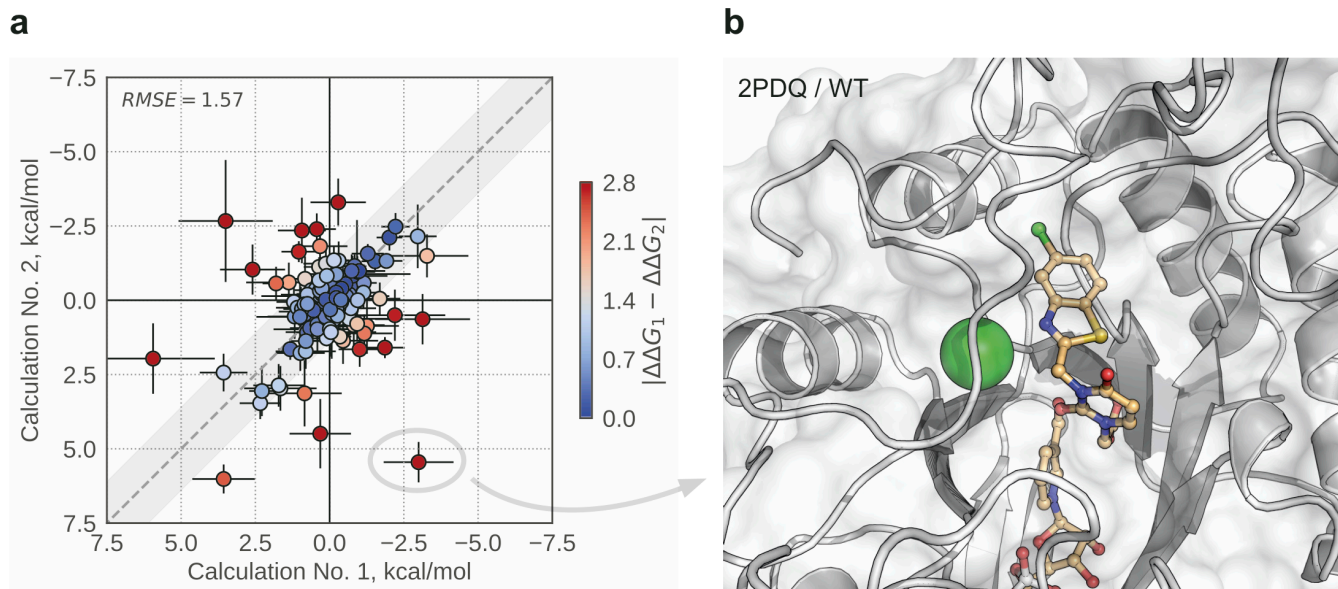 a
b
RMSE = 1.57
2PDQ / WT
−7.5
−5.0
−2.5
0.0
2.5
5.0
7.5
Calculation No. 2, kcal/mol
7.5 5.0 2.5 0.0 −2.5 −5.0 −7.5
Calculation No. 1, kcal/mol
2.8
2.1
1.4
0.7
0.0
|ΔΔG₁ − ΔΔG₂|